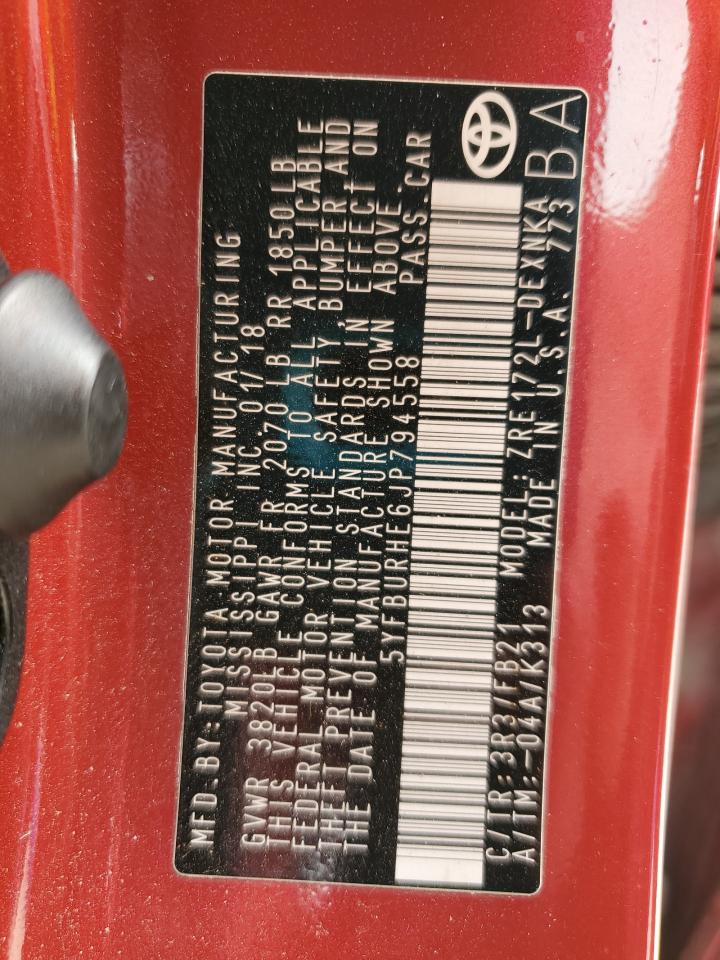 MFD.BY:TOYOTA MOTOR MANUFACTURING
MISSISSIPPI INC 01/18
GVWR 3820LB GAWR FR 2070 LB RR 1850LB
THIS VEHICLE CONFORMS TO ALL APPLICABLE
FEDERAL MOTOR VEHICLE SAFETY, BUMPER,AND
THEFT PREVENTION STANDARDS IN EFFECT ON
THE DATE OF MANUFACTURE SHOWN ABOVE.
5YFBURHE6JP794558 PASS.CAR
C/TR:3R3/FB21 MODEL:ZRE172L-DEXNKA
A/TM:-04A/K313 MADE IN U.S.A. 773
BA